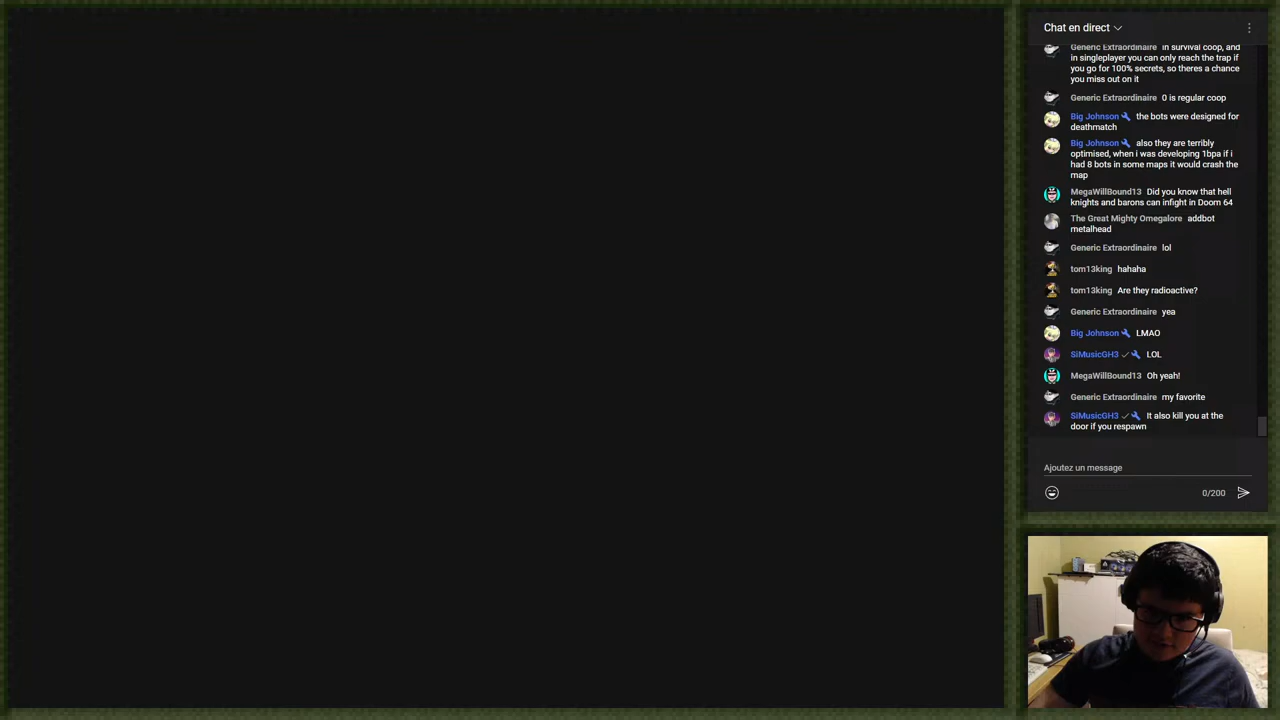 Chat en direct
Generic Extraordinaire in survival coop, and
in singleplayer you can only reach the trap if
you go for 100% secrets, so theres a chance
you miss out on it
Generic Extraordinaire 0 is regular coop
Big Johnson the bots were designed for
deathmatch
Big Johnson also they are terribly
optimised, when i was developing 1bpa if i
had 8 bots in some maps it would crash the
map
MegaWillBound13 Did you know that hell
knights and barons can infight in Doom 64
The Great Mighty Omegalore addbot
metalhead
Generic Extraordinaire lol
tom13king hahaha
tom13king Are they radioactive?
Generic Extraordinaire yea
Big Johnson LMAO
SiMusicGH3 LOL
MegaWillBound13 Oh yeah!
Generic Extraordinaire my favorite
SiMusicGH3 It also kill you at the
door if you respawn
Ajoutez un message
0/200